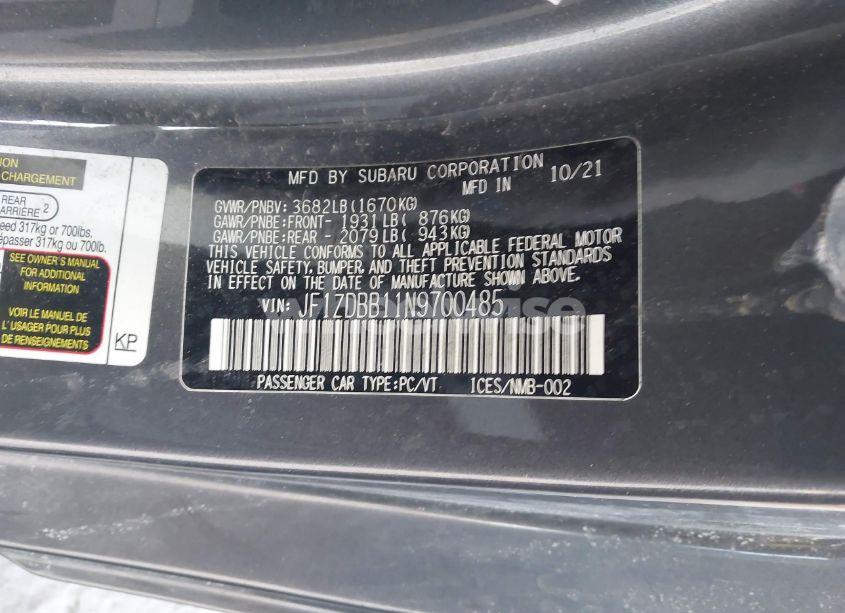 ION
CHARGEMENT
REAR
ARRIÈRE 2
eed 317kg or 700lbs.
épasser 317kg ou 700lb.
SEE OWNER'S MANUAL
FOR ADDITIONAL
INFORMATION
VOIR LE MANUEL DE
L' USAGER POUR PLUS
DE RENSEIGNEMENTS
KP
MFD BY SUBARU CORPORATION
MFD IN 10/21
GVWR/PNBV: 3682LB(1670KG)
GAWR/PNBE:FRONT- 1931LB( 876KG)
GAWR/PNBE:REAR - 2079LB( 943KG)
THIS VEHICLE CONFORMS TO ALL APPLICABLE FEDERAL MOTOR
VEHICLE SAFETY, BUMPER, AND THEFT PREVENTION STANDARDS
IN EFFECT ON THE DATE OF MANUFACTURE SHOWN ABOVE.
VIN: JF1ZDBB11N9700485
PASSENGER CAR TYPE:PC/VT ICES/NMB-002